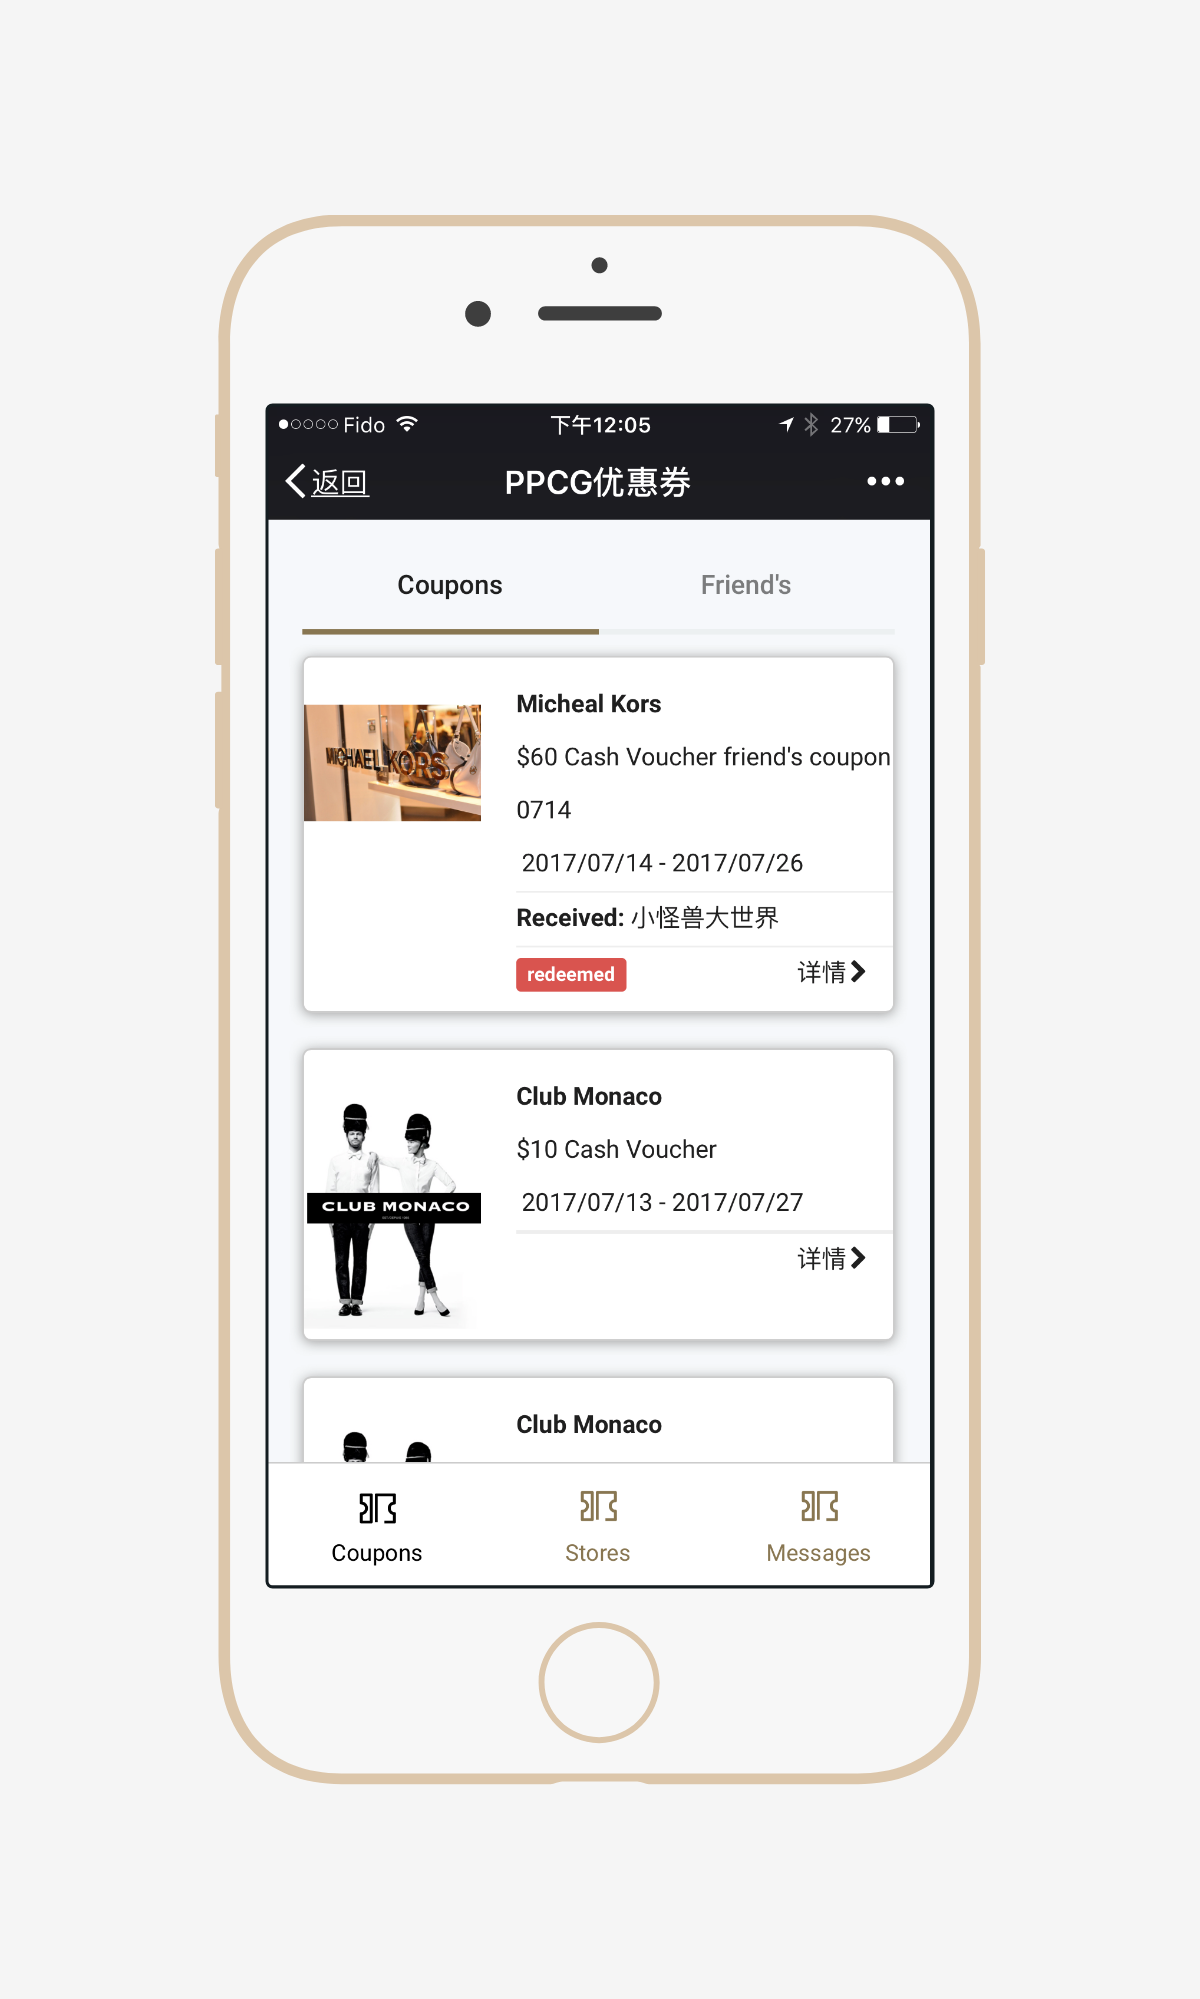 Fido 下午12:05 27%
返回 PPCG优惠券
Coupons Friend's
Micheal Kors
MICHAEL KORS
$60 Cash Voucher friend's coupon
0714
2017/07/14 - 2017/07/26
Received: 小怪兽大世界
redeemed 详情
Club Monaco
$10 Cash Voucher
2017/07/13 - 2017/07/27
CLUB MONACO
详情
Club Monaco
Coupons Stores Messages